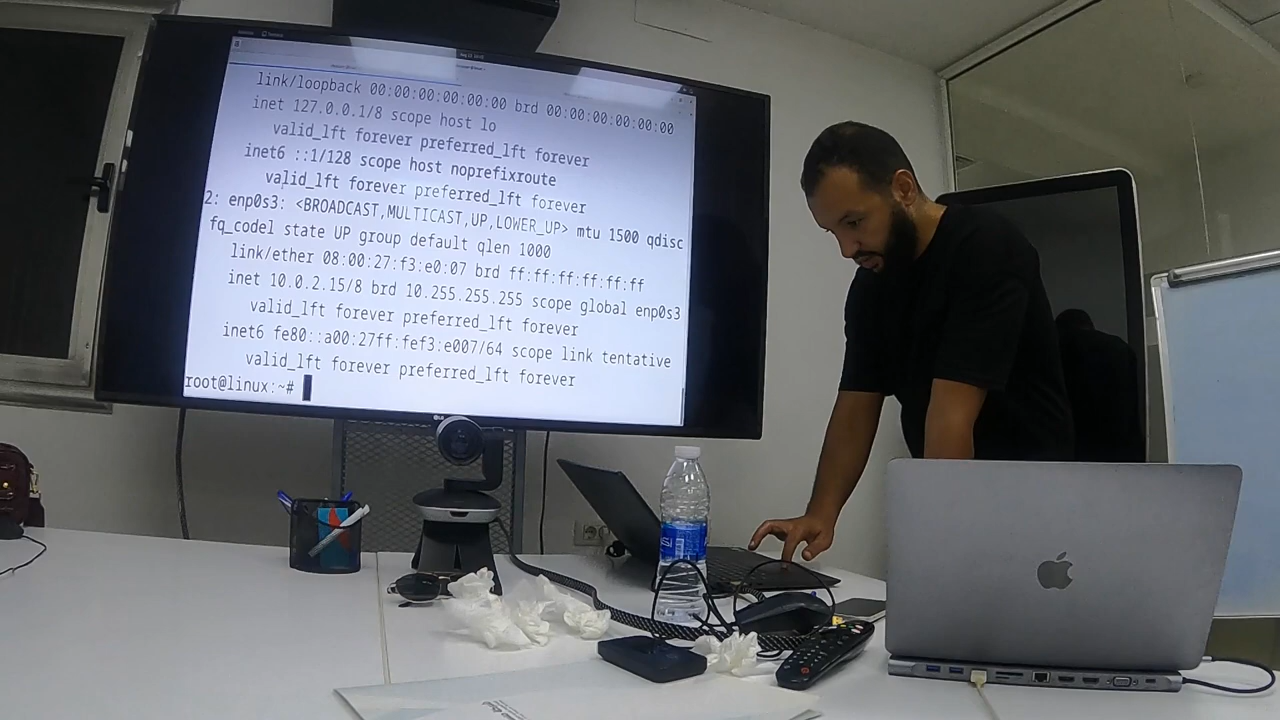 link/loopback 00:00:00:00:00:00 brd 00:00:00:00:00:00
inet 127.0.0.1/8 scope host lo
valid_lft forever preferred_lft forever
inet6 ::1/128 scope host noprefixroute
valid_lft forever preferred_lft forever
2: enp0s3: <BROADCAST,MULTICAST,UP,LOWER_UP> mtu 1500 qdisc
fq_codel state UP group default qlen 1000
link/ether 08:00:27:f3:e0:07 brd ff:ff:ff:ff:ff:ff
inet 10.0.2.15/8 brd 10.255.255.255 scope global enp0s3
valid_lft forever preferred_lft forever
inet6 fe80::a00:27ff:fef3:e007/64 scope link tentative
valid_lft forever preferred_lft forever
root@linux:~#
LG